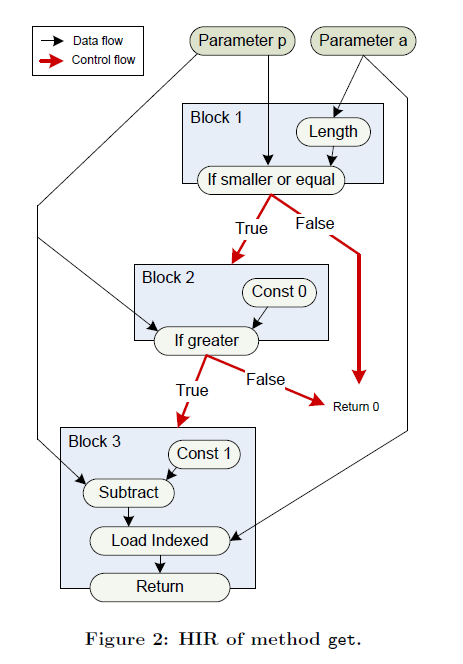 Data flow
Control flow
Parameter p
Parameter a
Block 1
Length
If smaller or equal
True
False
Block 2
Const 0
If greater
True
False
Return 0
Block 3
Const 1
Subtract
Load Indexed
Return
Figure 2: HIR of method get.